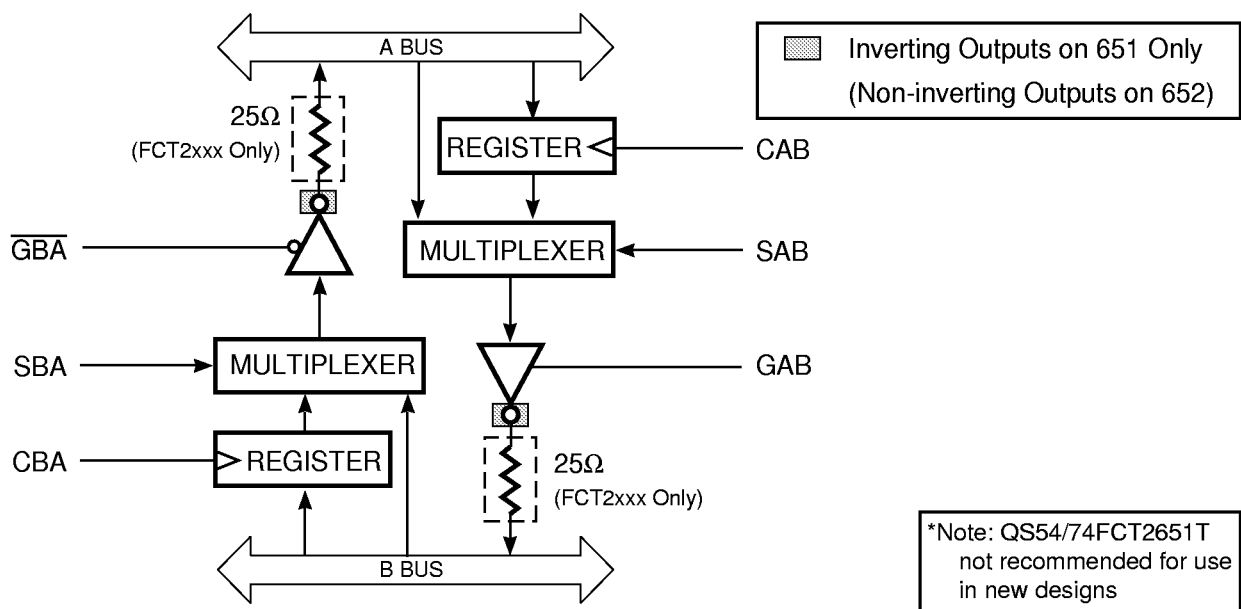 A BUS
Inverting Outputs on 651 Only
(Non-inverting Outputs on 652)
25Ω
(FCT2xxx Only)
REGISTER
CAB
G̅B̅A̅
MULTIPLEXER
SAB
SBA
MULTIPLEXER
GAB
CBA
REGISTER
25Ω
(FCT2xxx Only)
B BUS
*Note: QS54/74FCT2651T
not recommended for use
in new designs